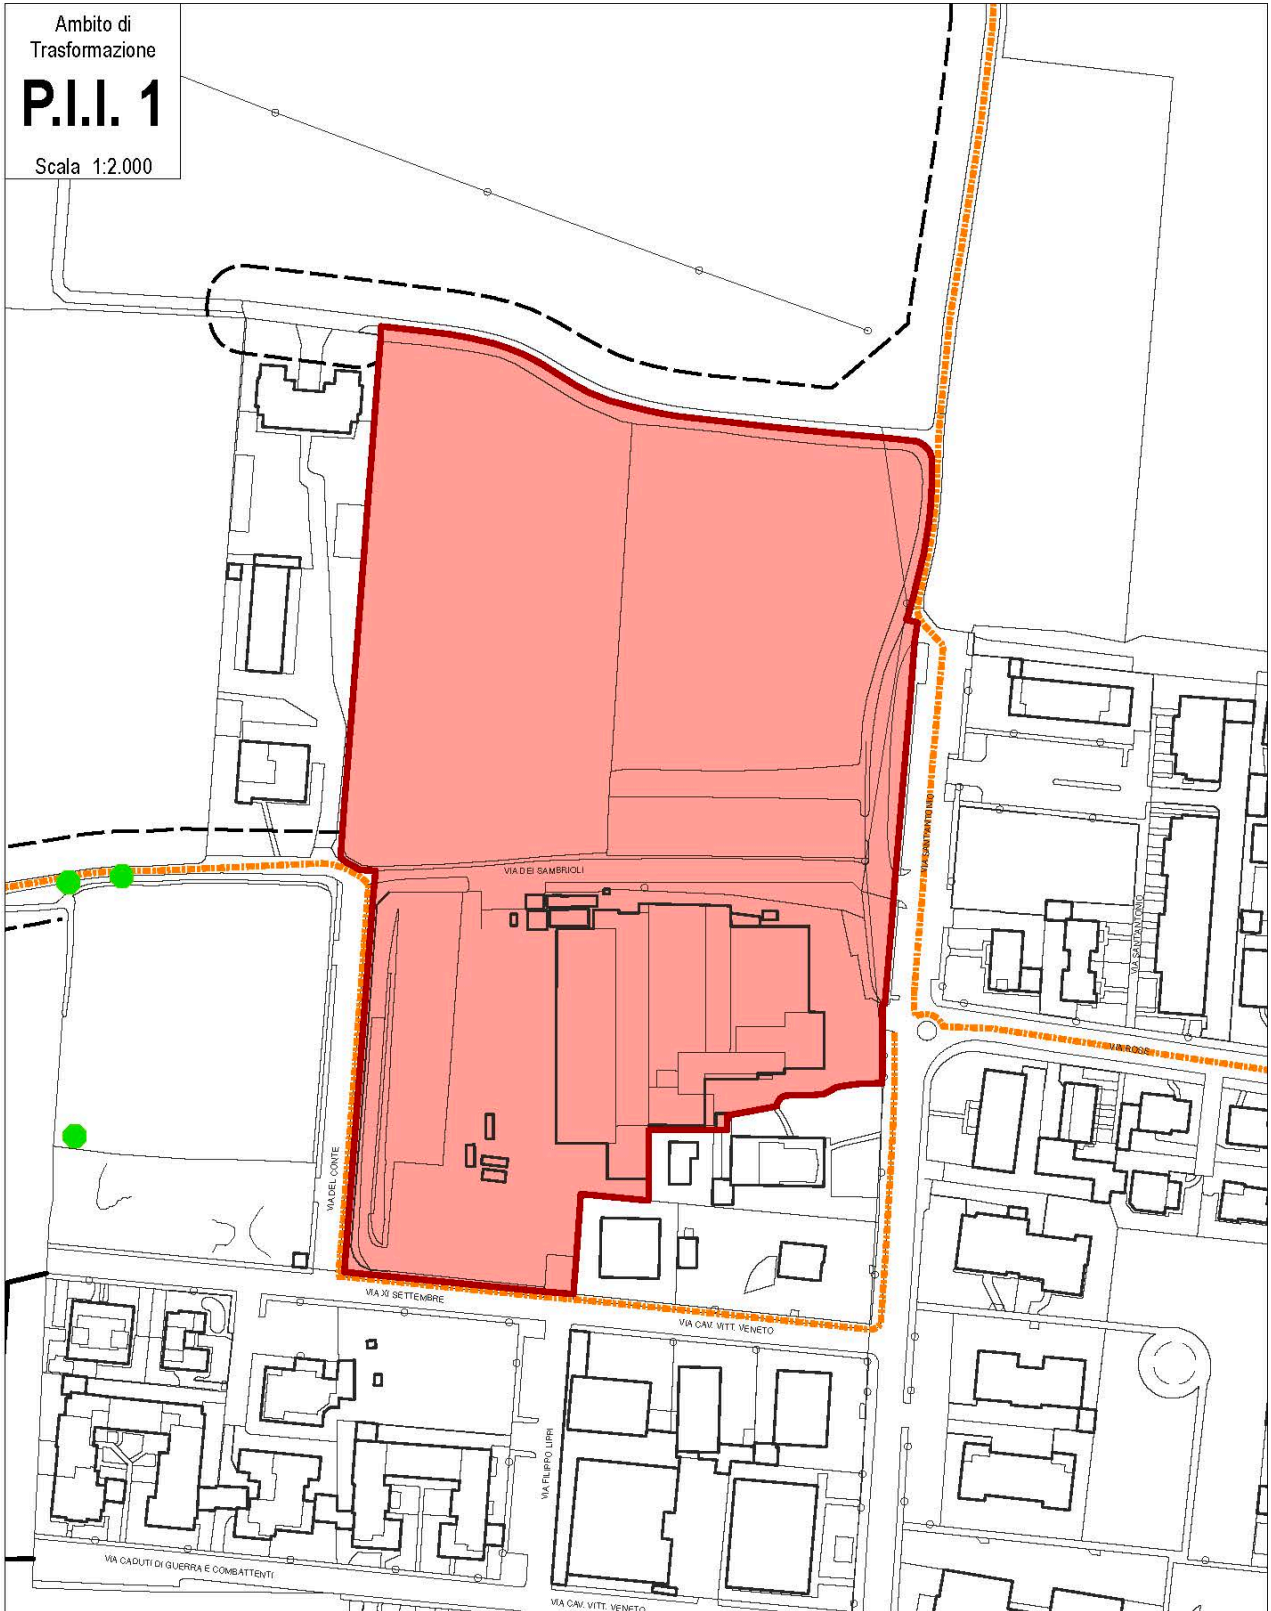 Ambito di
Trasformazione
P.I.I. 1
Scala 1:2.000
VIA DEI SAMBRIOLI
VIA SANT'ANTONIO
VIA SANT'ANTONIO
VIA ROSE
VIA DEL CONTE
VIA XI SETTEMBRE
VIA CAV. VITT. VENETO
VIA FILIPPO LIPPI
VIA CADUTI DI GUERRA E COMBATTENTI
VIA CAV. VITT. VENETO